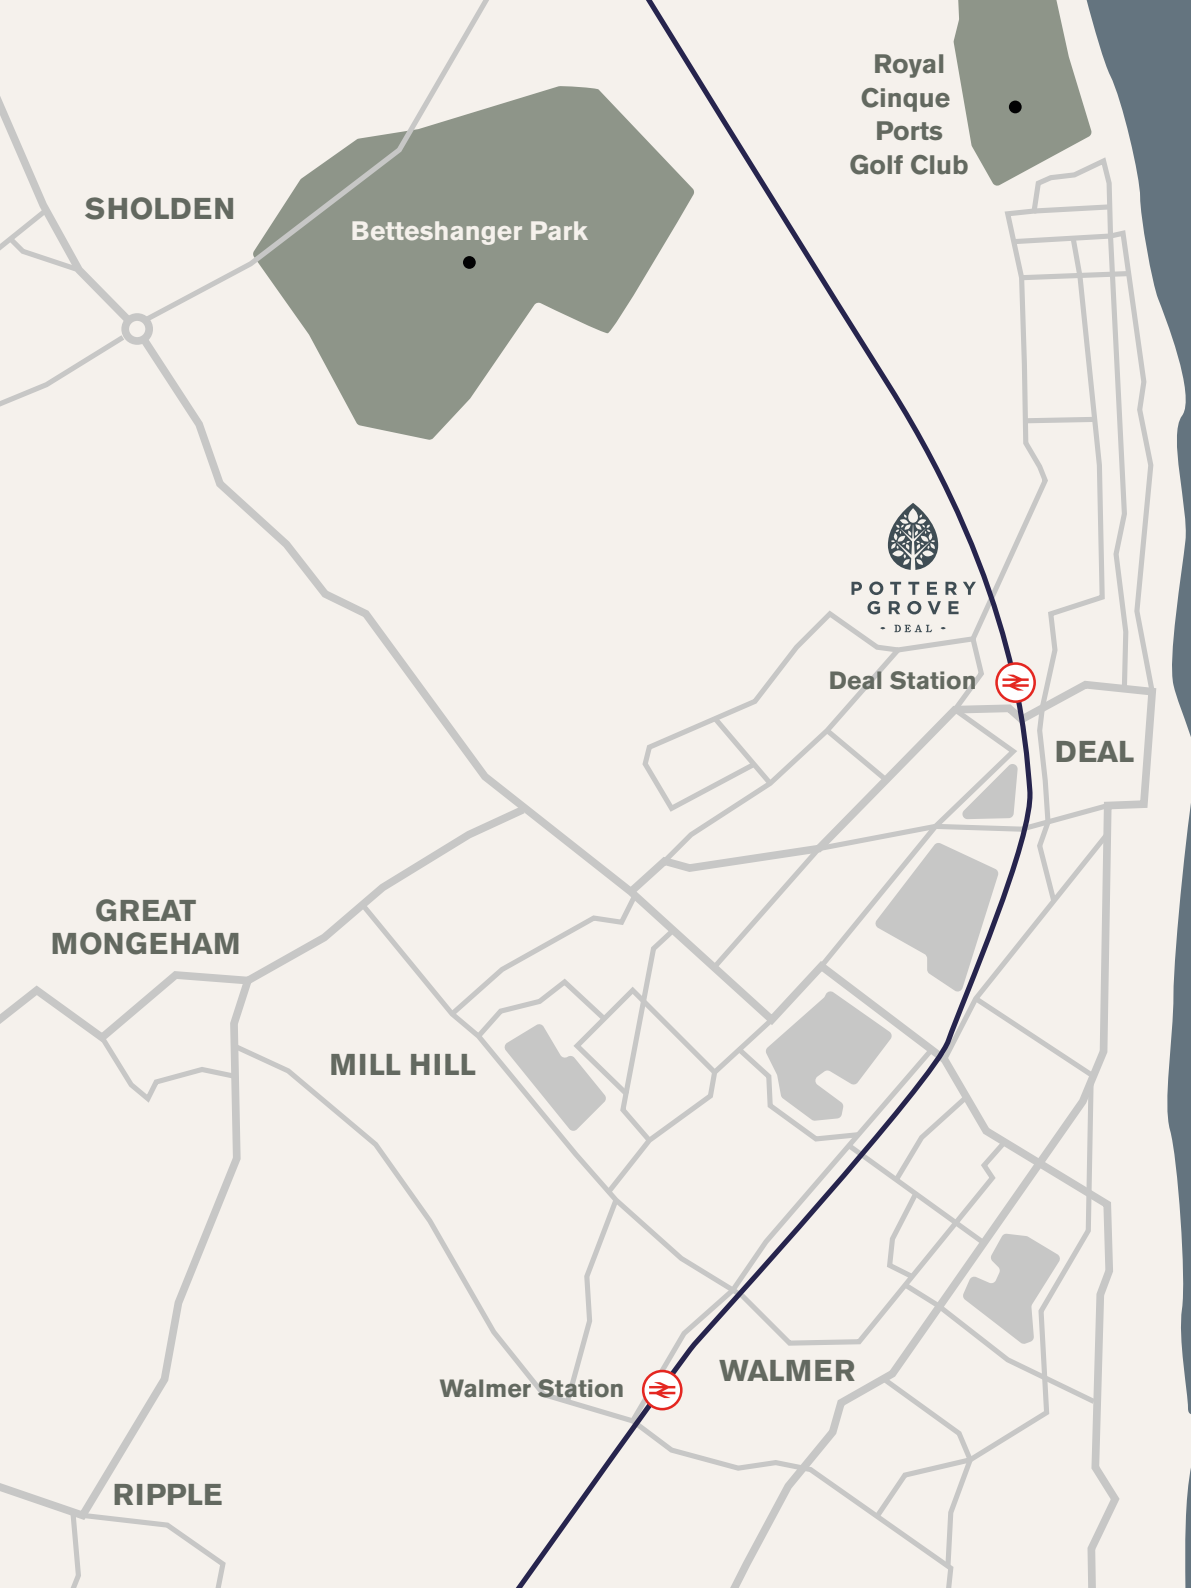 Royal
Cinque
Ports
Golf Club
SHOLDEN
Betteshanger Park
POTTERY
GROVE
- DEAL -
Deal Station
DEAL
GREAT
MONGEHAM
MILL HILL
WALMER
Walmer Station
RIPPLE